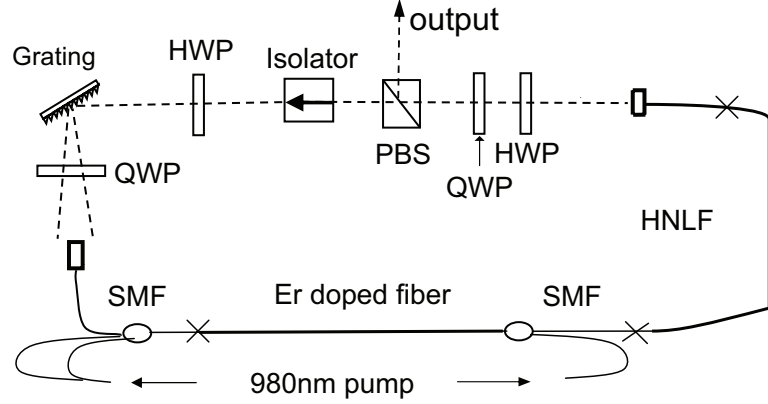 output
HWP
Isolator
Grating
PBS
HWP
QWP
QWP
HNLF
SMF
Er doped fiber
SMF
980nm pump